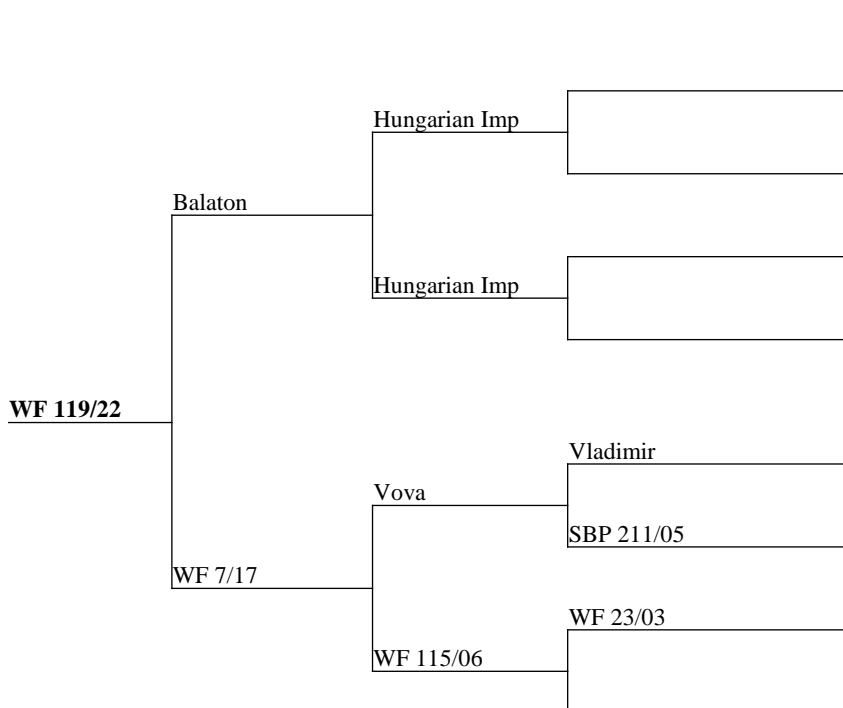 Hungarian Imp
Balaton
Hungarian Imp
WF 119/22
Vladimir
Vova
SBP 211/05
WF 7/17
WF 23/03
WF 115/06